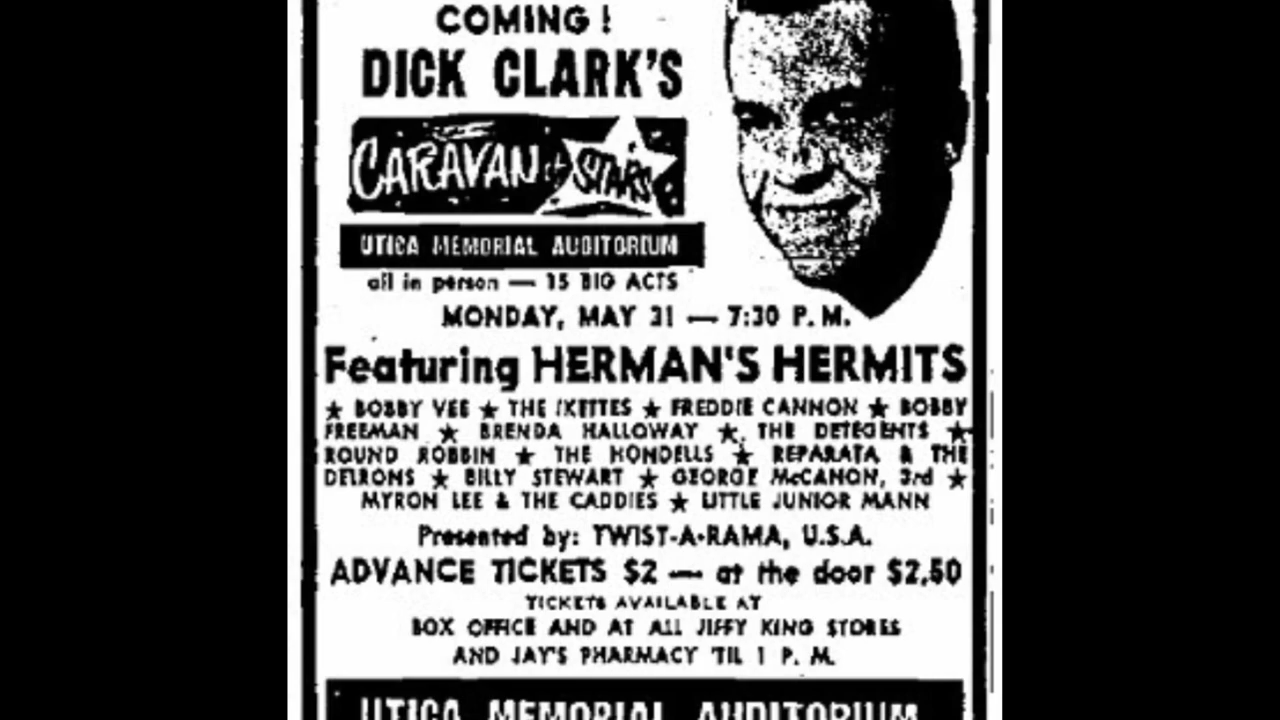 COMING!
DICK CLARK'S
CARAVAN of STARS
UTICA MEMORIAL AUDITORIUM
all in person — 15 BIG ACTS
MONDAY, MAY 31 — 7:30 P.M.
Featuring HERMAN'S HERMITS
★ BOBBY VEE ★ THE IKETTES ★ FREDDIE CANNON ★ BOBBY
FREEMAN ★ BRENDA HALLOWAY ★ THE DETEGENTS ★
ROUND ROBBIN ★ THE HONDELLS ★ REPARATA & THE
DELRONS ★ BILLY STEWART ★ GEORGE McCANON, 3rd ★
MYRON LEE & THE CADDIES ★ LITTLE JUNIOR MANN
Presented by: TWIST-A-RAMA, U.S.A.
ADVANCE TICKETS $2 — at the door $2.50
TICKETS AVAILABLE AT
BOX OFFICE AND AT ALL JIFFY KING STORES
AND JAY'S PHARMACY 'TIL 1 P. M.
UTICA MEMORIAL AUDITORIUM